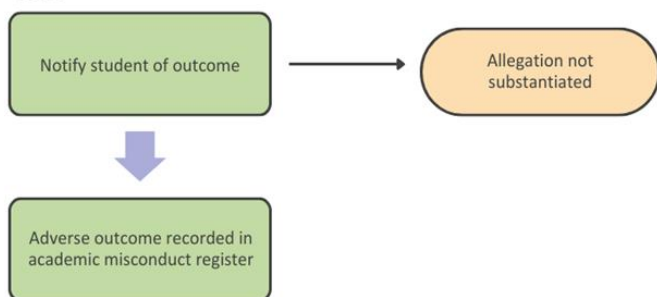 Notify student of outcome
Allegation not
substantiated
Adverse outcome recorded in
academic misconduct register